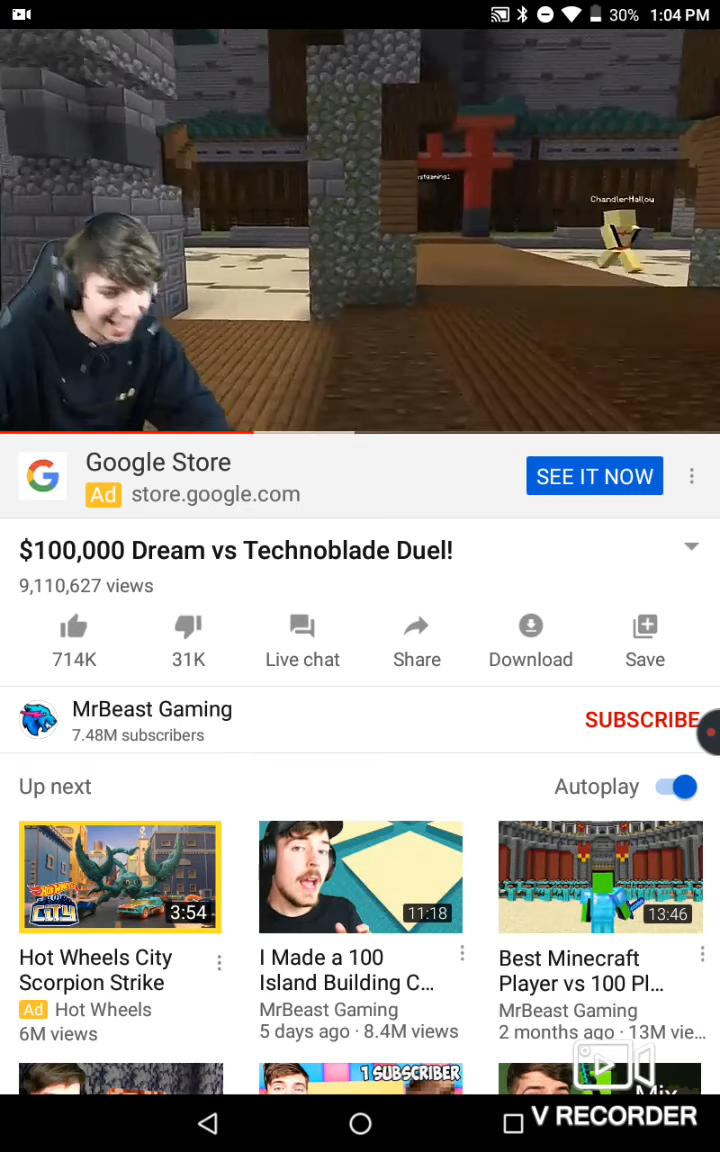 30% 1:04 PM
ChandlerHallow
Google Store
SEE IT NOW
Ad store.google.com
$100,000 Dream vs Technoblade Duel!
9,110,627 views
714K 31K Live chat Share Download Save
MrBeast Gaming
7.48M subscribers
SUBSCRIBE
Up next Autoplay
HOT WHEELS CITY
3:54
11:18
13:46
Hot Wheels City
Scorpion Strike
Ad Hot Wheels
6M views
I Made a 100
Island Building C...
MrBeast Gaming
5 days ago · 8.4M views
Best Minecraft
Player vs 100 Pl...
MrBeast Gaming
2 months ago · 13M vie...
1 SUBSCRIBER
Mix
V RECORDER